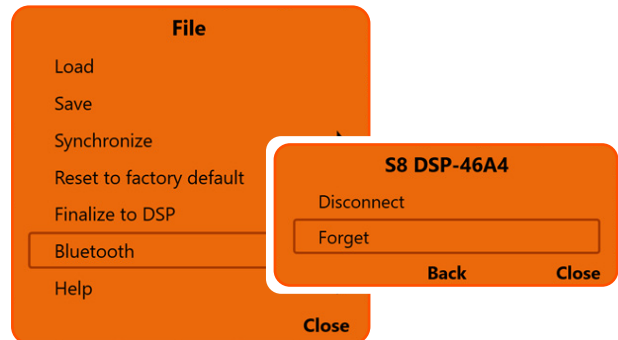 File
Load
Save
Synchronize
Reset to factory default
Finalize to DSP
Bluetooth
Help
Close
S8 DSP-46A4
Disconnect
Forget
Back Close